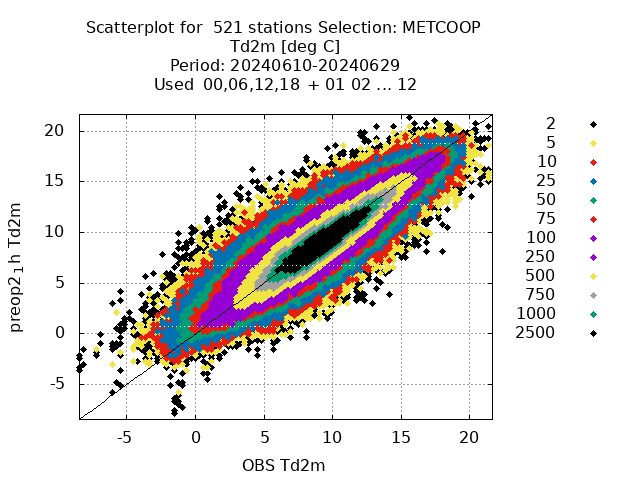 Scatterplot for  521 stations Selection: METCOOP
Td2m [deg C]
Period: 20240610-20240629
Used  00,06,12,18 + 01 02 ... 12
preop2₁h Td2m
20
15
10
5
0
-5
-5 0 5 10 15 20
OBS Td2m
2
5
10
25
50
75
100
250
500
750
1000
2500